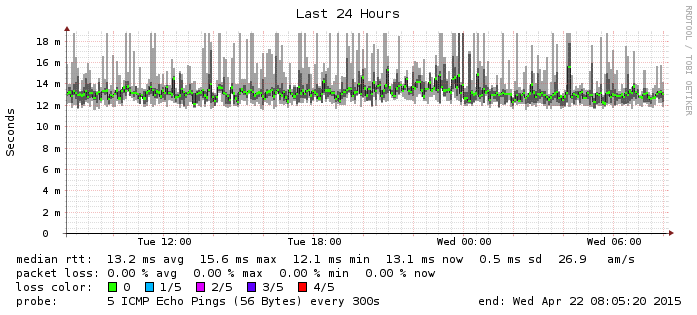 Last 24 Hours
RRDTOOL / TOBI OETIKER
Seconds
18 m
16 m
14 m
12 m
10 m
8 m
6 m
4 m
2 m
0
Tue 12:00 Tue 18:00 Wed 00:00 Wed 06:00
median rtt: 13.2 ms avg 15.6 ms max 12.1 ms min 13.1 ms now 0.5 ms sd 26.9 am/s
packet loss: 0.00 % avg 0.00 % max 0.00 % min 0.00 % now
loss color: 0 1/5 2/5 3/5 4/5
probe: 5 ICMP Echo Pings (56 Bytes) every 300s end: Wed Apr 22 08:05:20 2015